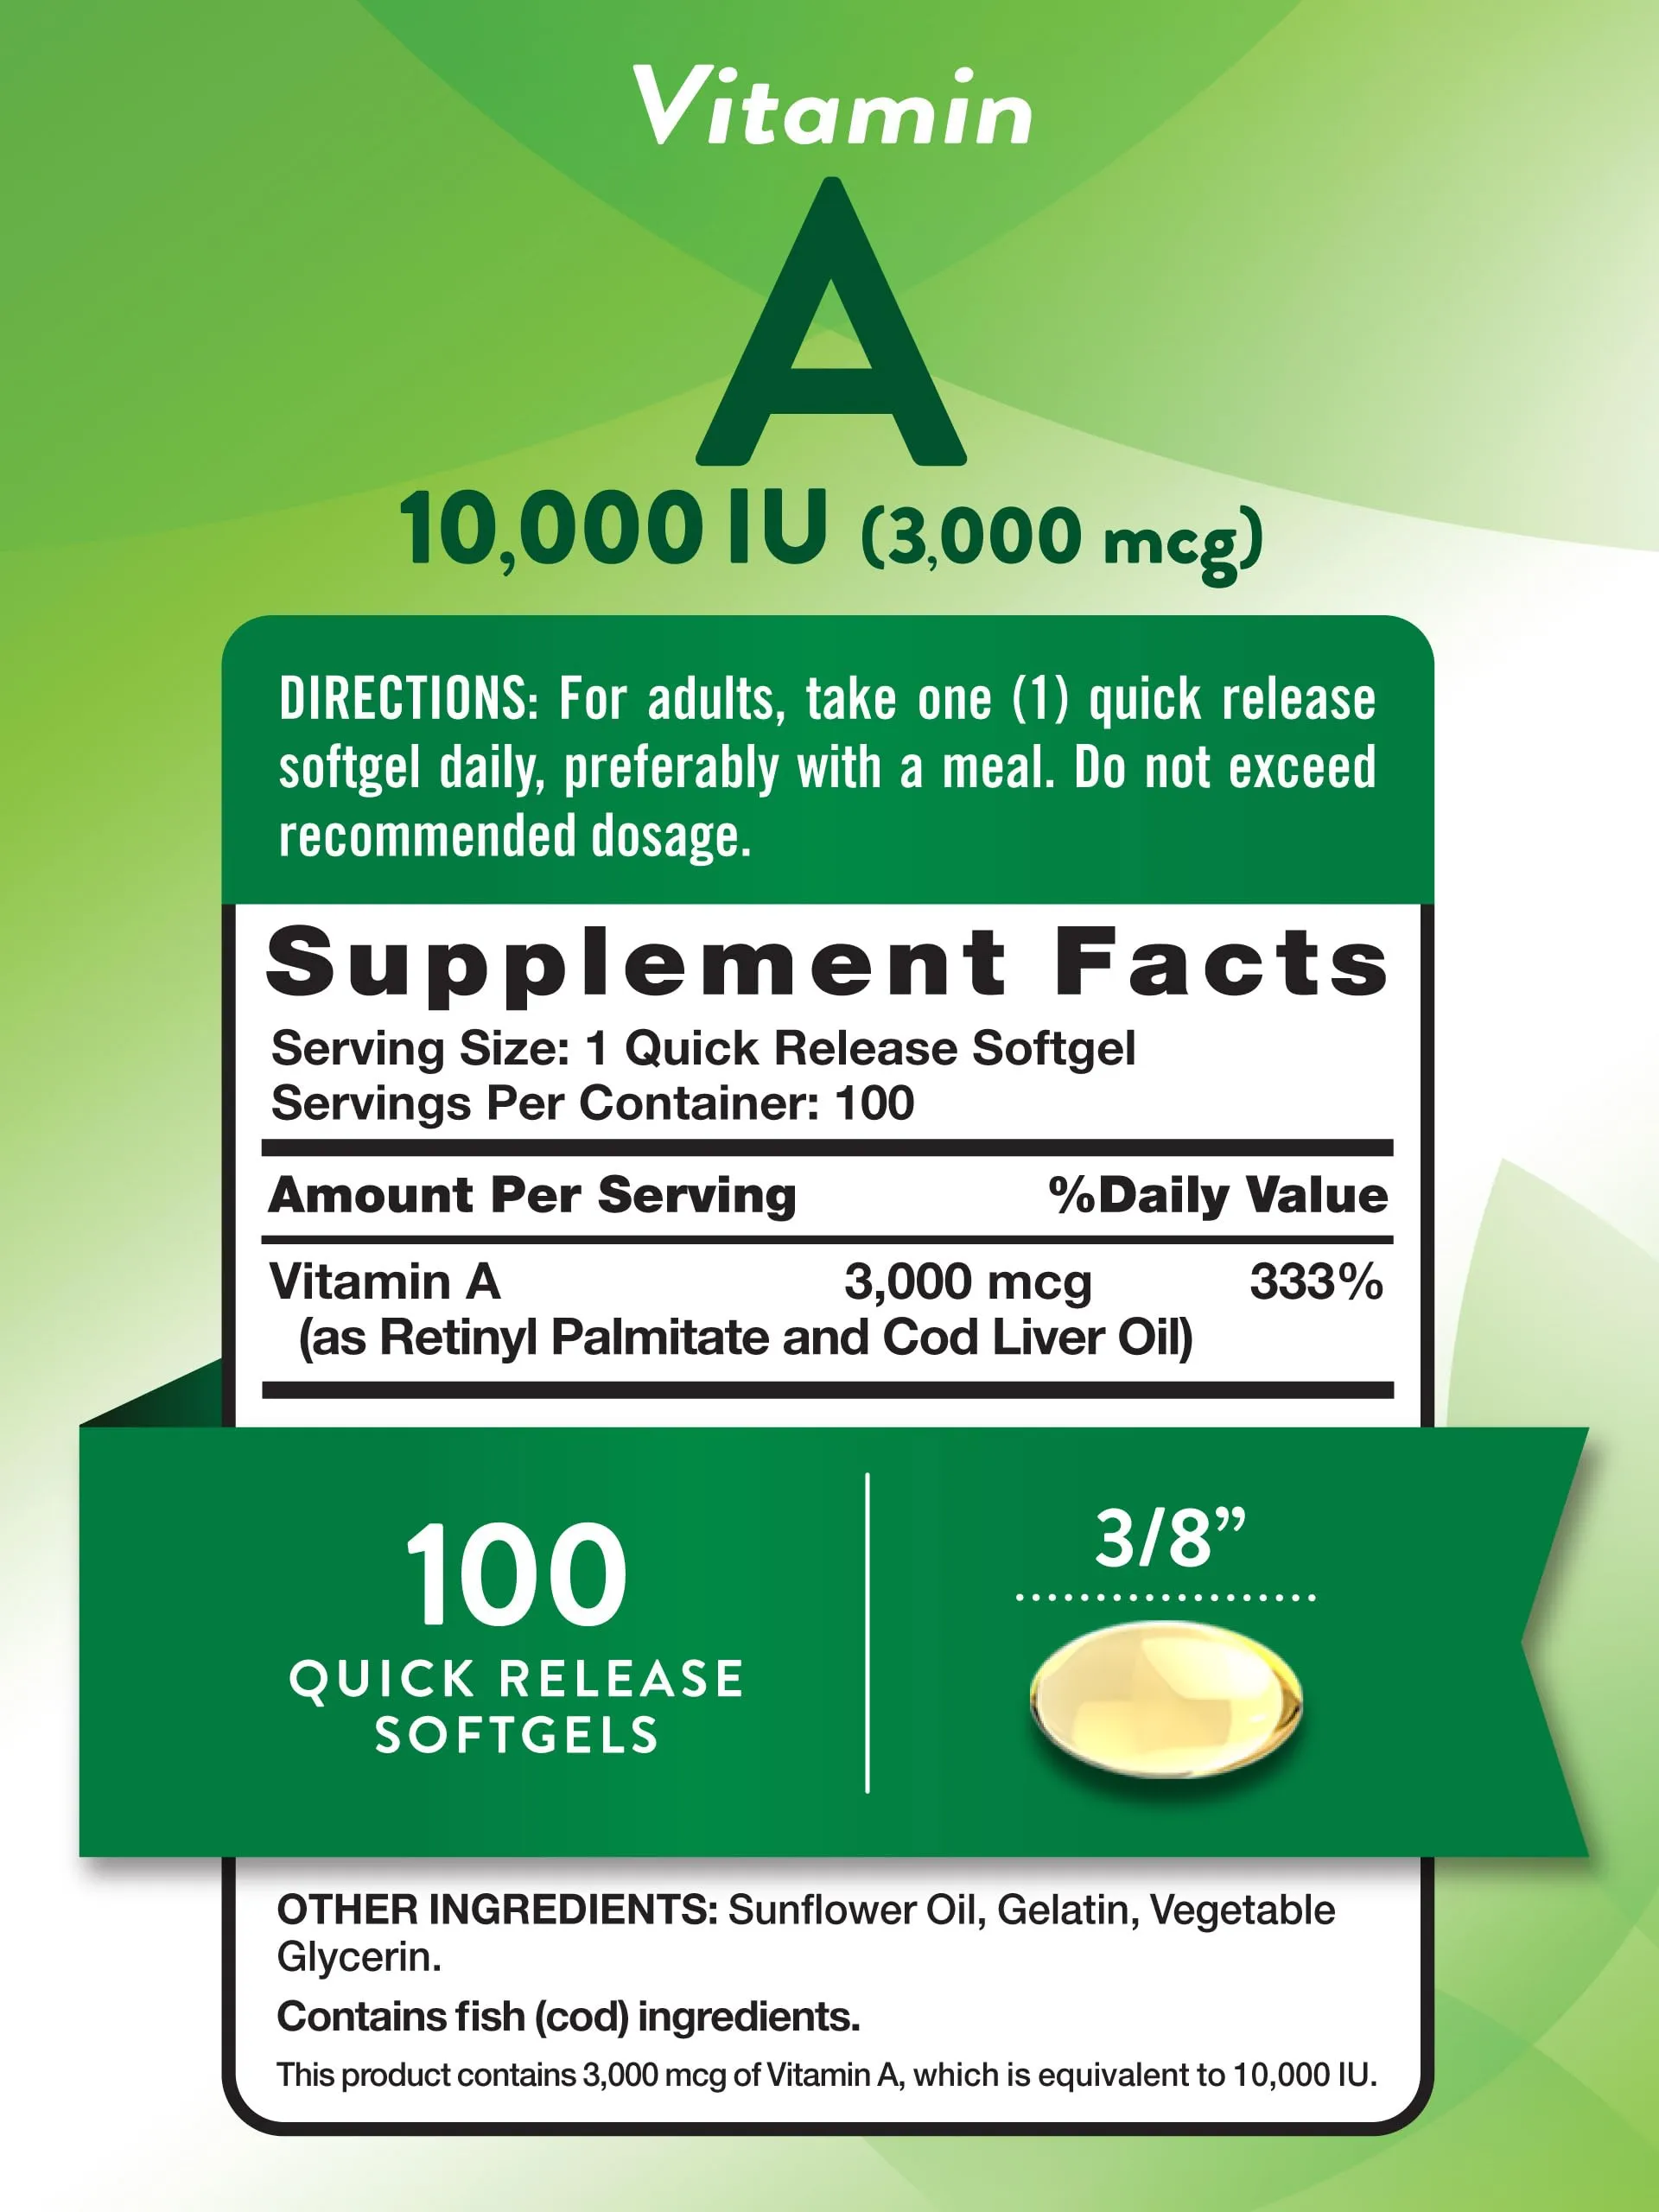 Vitamin
A
10,000 IU (3,000 mcg)
DIRECTIONS: For adults, take one (1) quick release
softgel daily, preferably with a meal. Do not exceed
recommended dosage.
Supplement Facts
Serving Size: 1 Quick Release Softgel
Servings Per Container: 100
Amount Per Serving %Daily Value
Vitamin A 3,000 mcg 333%
(as Retinyl Palmitate and Cod Liver Oil)
100
QUICK RELEASE
SOFTGELS
3/8”
OTHER INGREDIENTS: Sunflower Oil, Gelatin, Vegetable
Glycerin.
Contains fish (cod) ingredients.
This product contains 3,000 mcg of Vitamin A, which is equivalent to 10,000 IU.